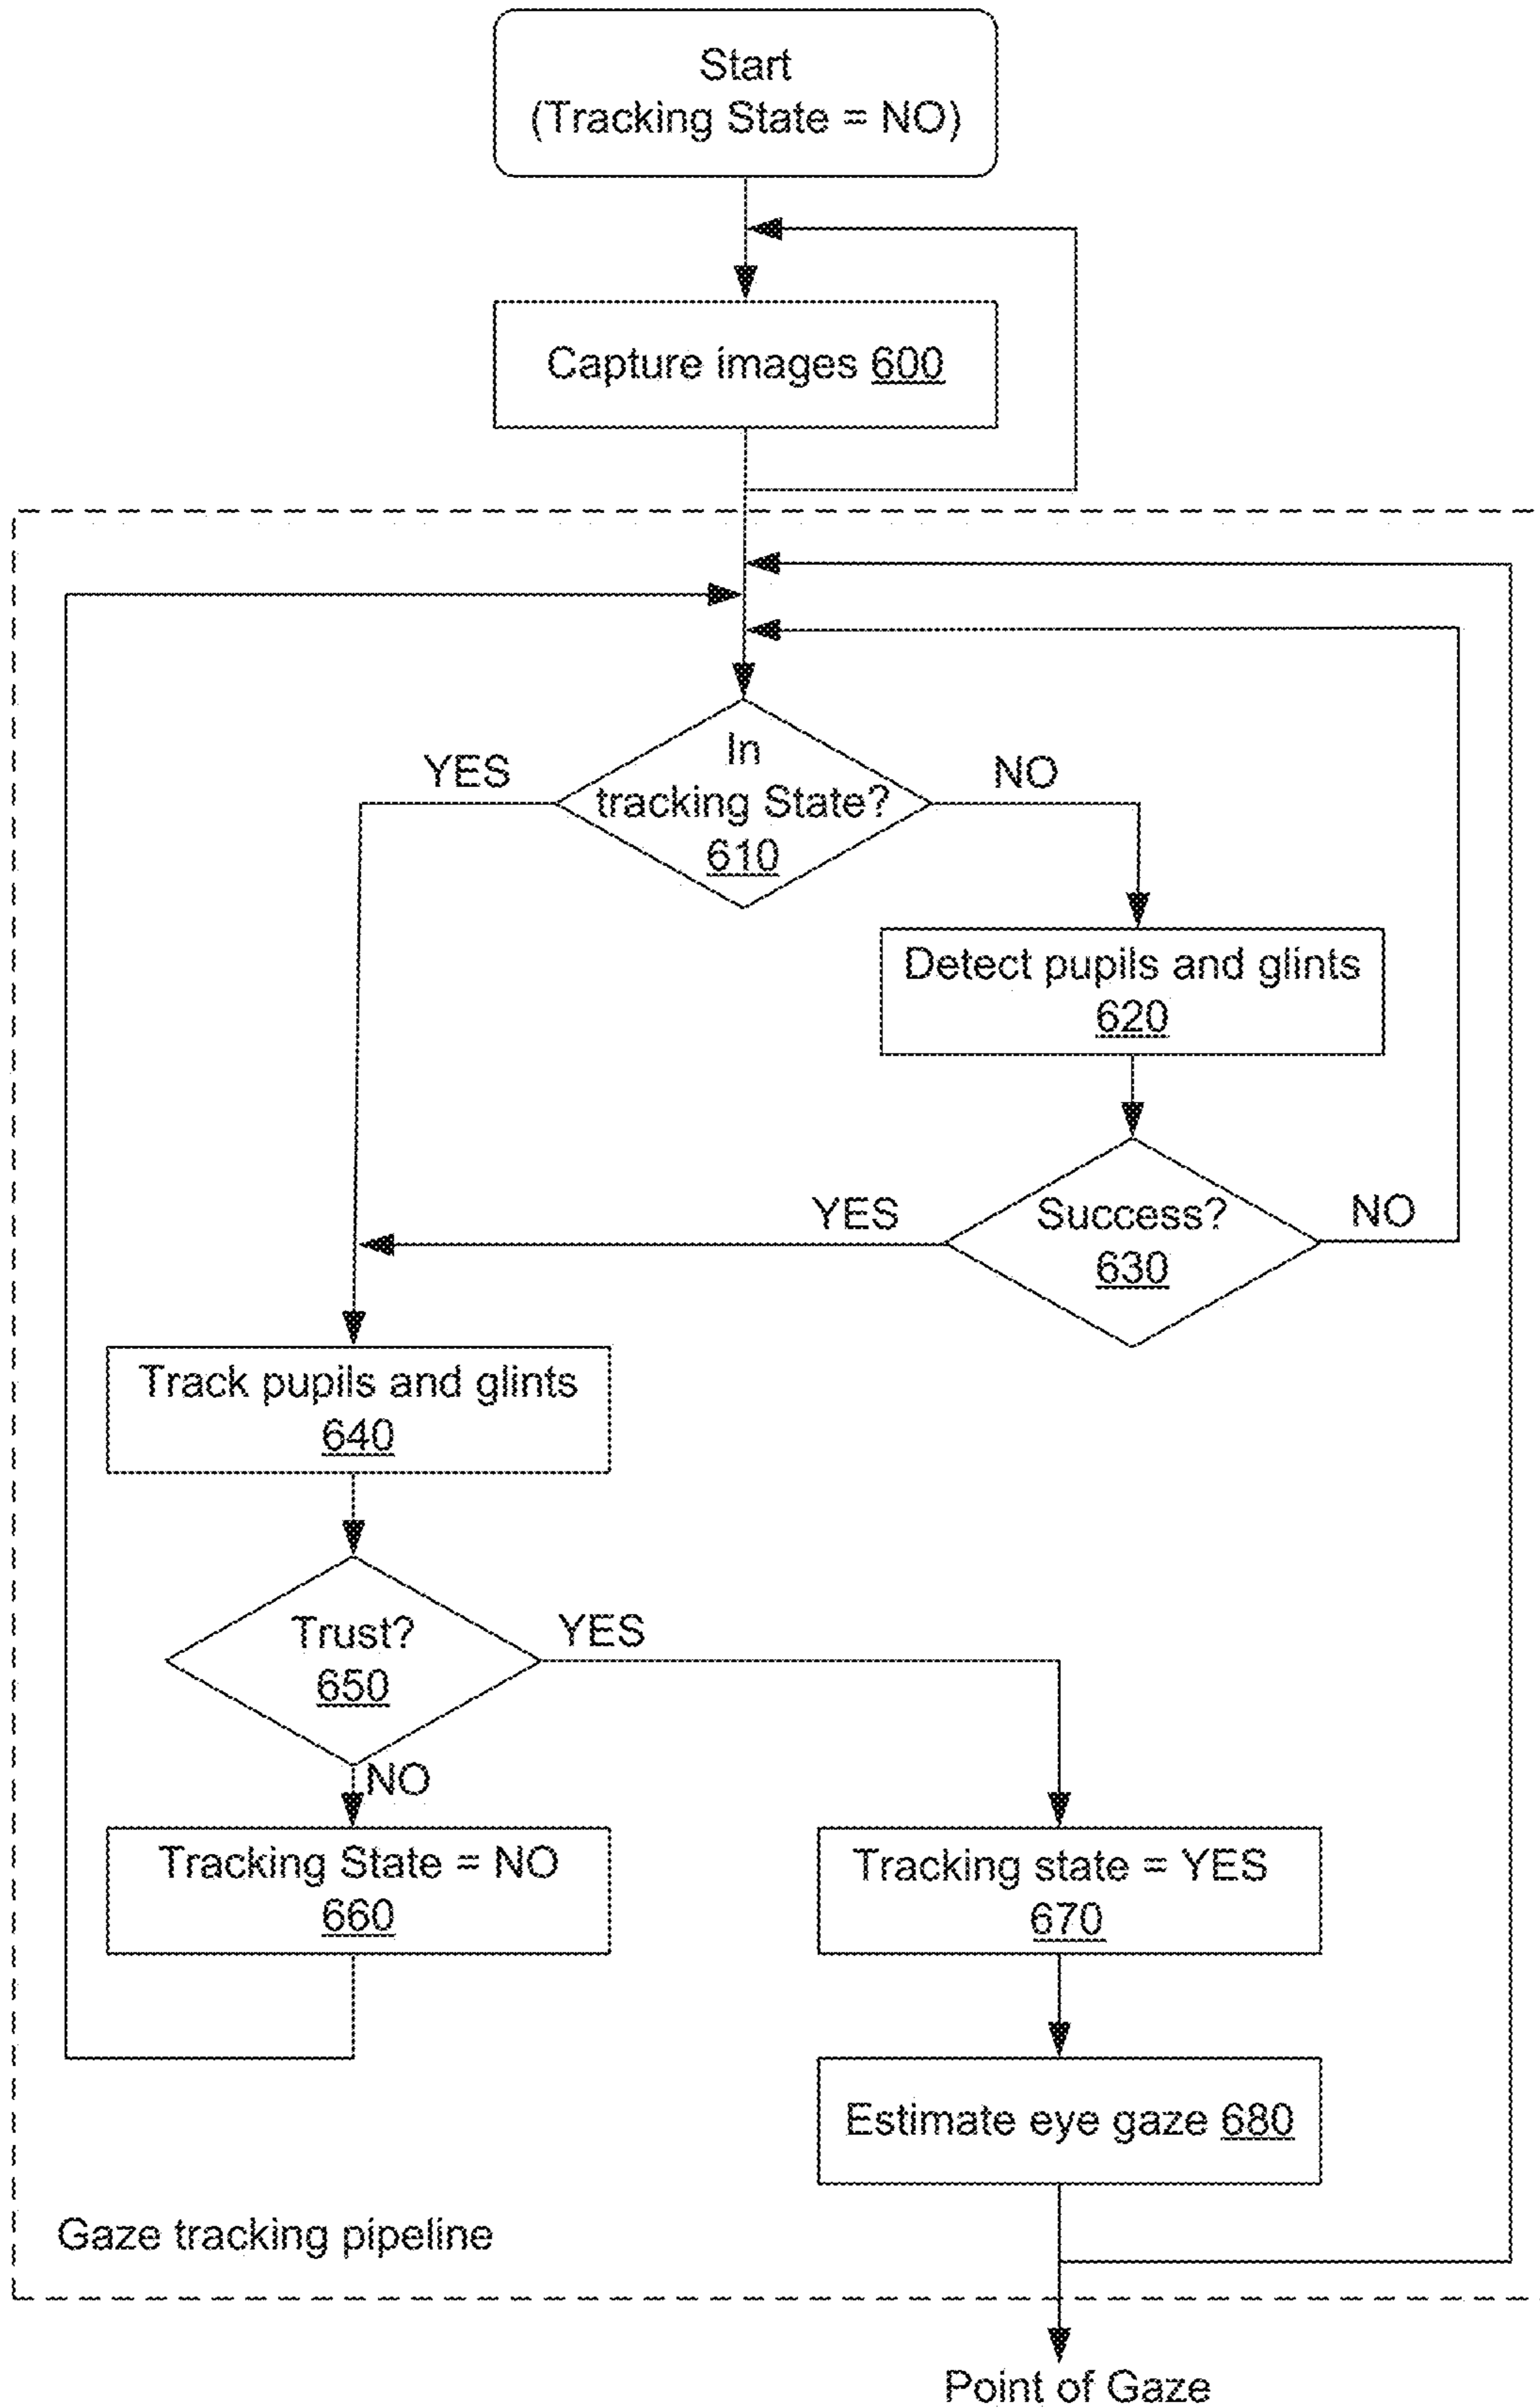 Start
(Tracking State = NO)
Capture images 600
In
tracking State?
610
YES
NO
Detect pupils and glints
620
Success?
630
YES
NO
Track pupils and glints
640
Trust?
650
YES
NO
Tracking State = NO
660
Tracking state = YES
670
Estimate eye gaze 680
Gaze tracking pipeline
Point of Gaze